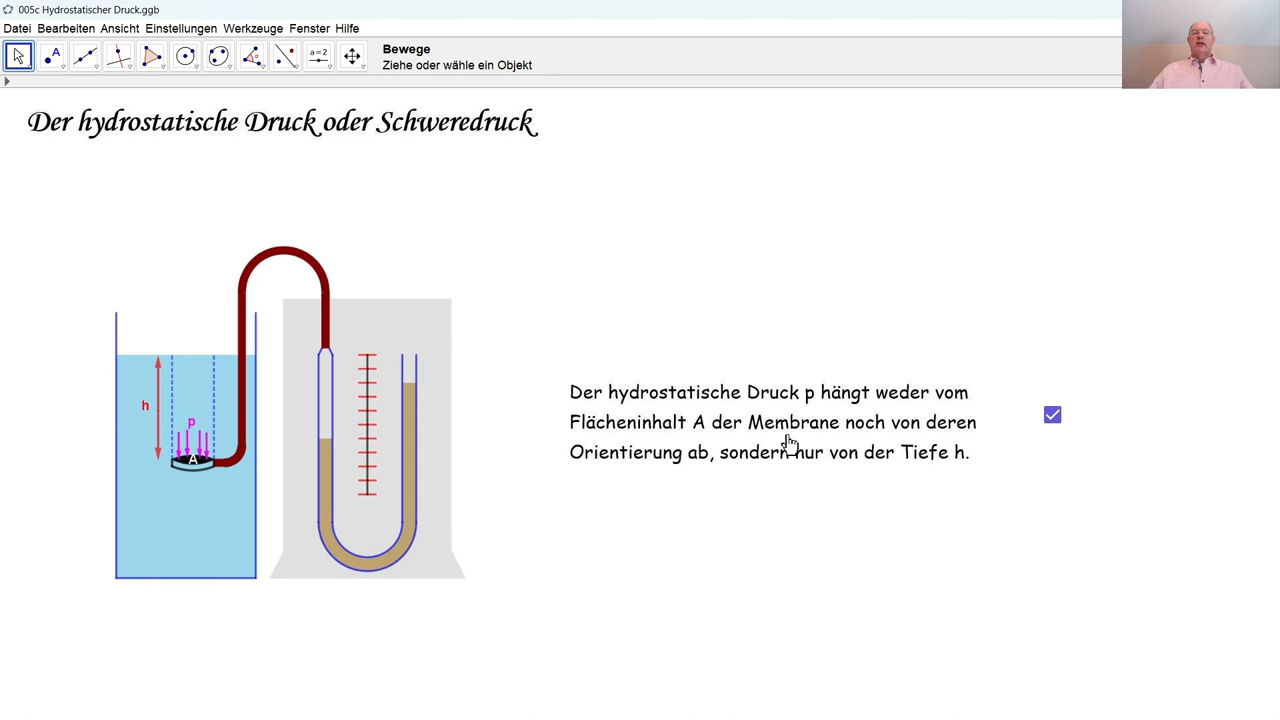 005c Hydrostatischer Druck.ggb
Datei Bearbeiten Ansicht Einstellungen Werkzeuge Fenster Hilfe
A
a=2
Bewege
Ziehe oder wähle ein Objekt
Der hydrostatische Druck oder Schweredruck
h
p
A
Der hydrostatische Druck p hängt weder vom
Flächeninhalt A der Membrane noch von deren
Orientierung ab, sondern nur von der Tiefe h.